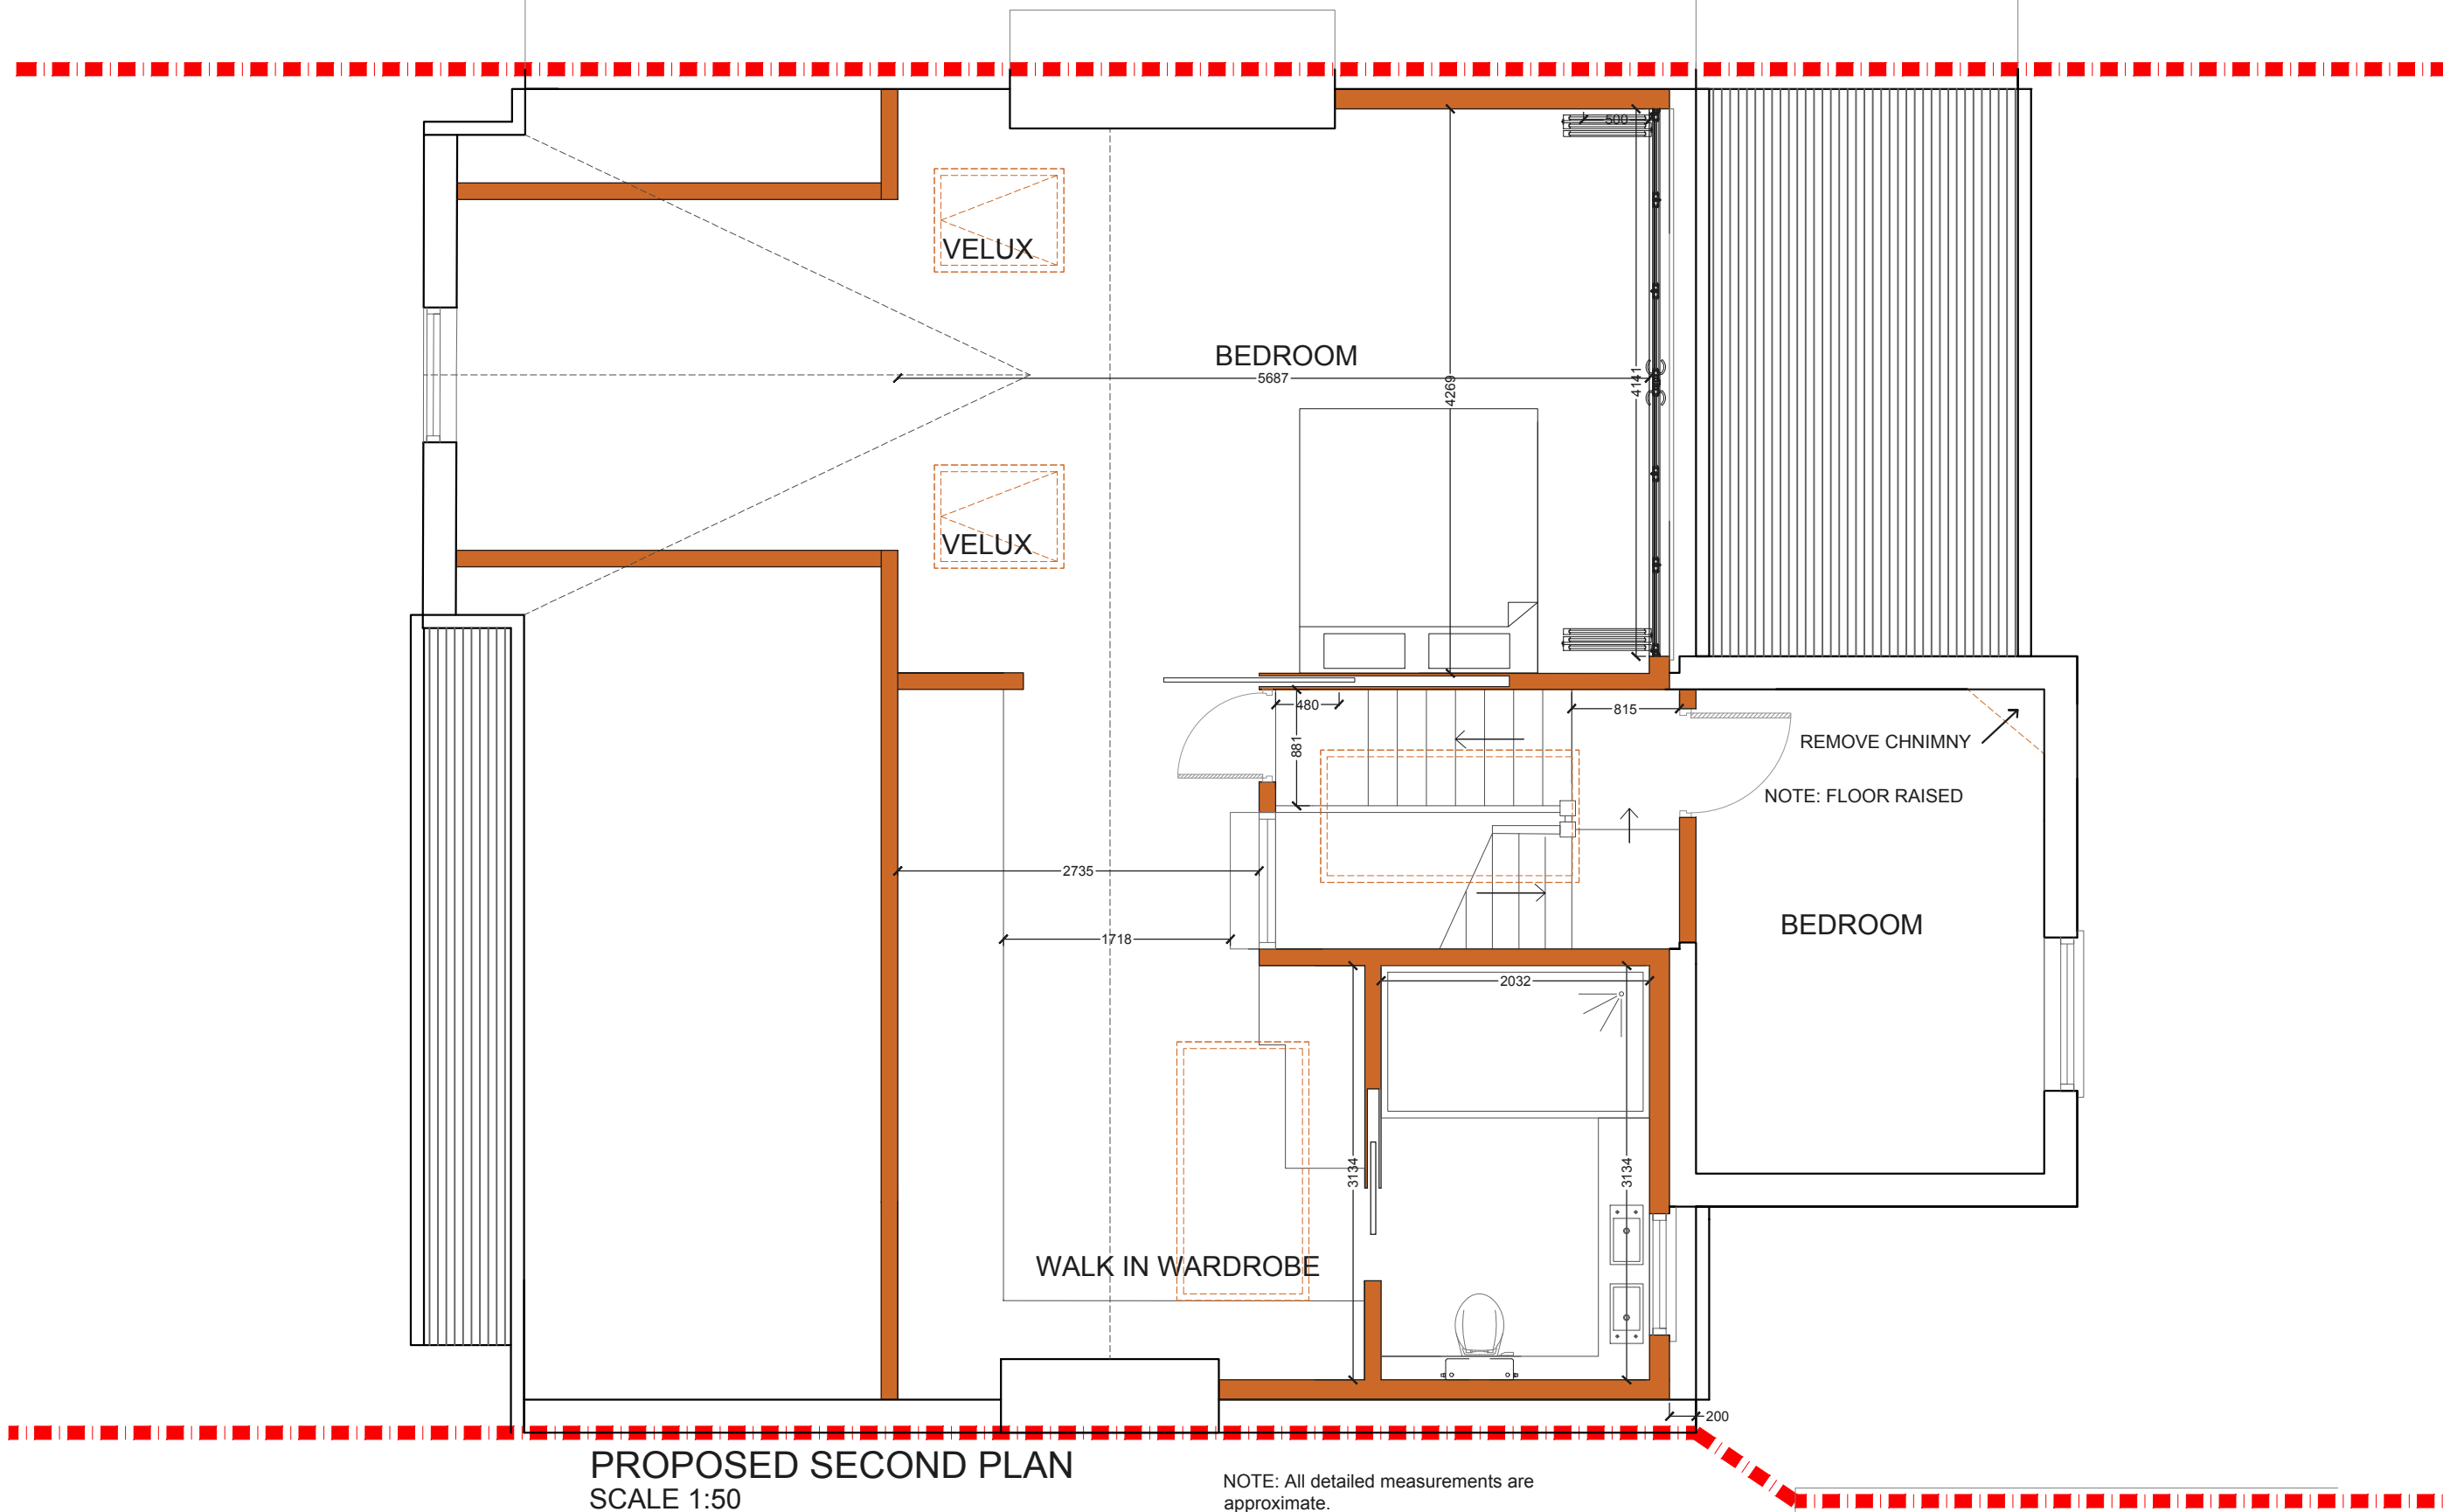 500
VELUX
BEDROOM
5687
4269
4141
VELUX
480
815
881
REMOVE CHNIMNY
NOTE: FLOOR RAISED
2735
BEDROOM
1718
2032
3134
3134
WALK IN WARDROBE
200
PROPOSED SECOND PLAN
SCALE 1:50
NOTE: All detailed measurements are
approximate.